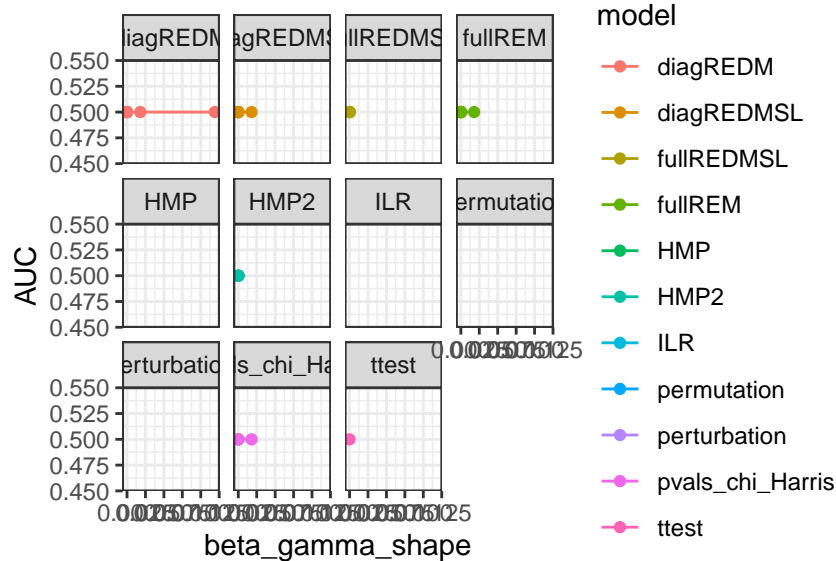 diagREDM
agREDMS
llREDMS
fullREM
0.550
0.525
0.500
0.475
0.450
HMP
HMP2
ILR
ermutatio
0.550
0.525
0.500
0.475
0.450
erturbatio
ls_chi_Ha
ttest
0.550
0.525
0.500
0.475
0.450
AUC
beta_gamma_shape
model
diagREDM
diagREDMSL
fullREDMSL
fullREM
HMP
HMP2
ILR
permutation
perturbation
pvals_chi_Harris
ttest